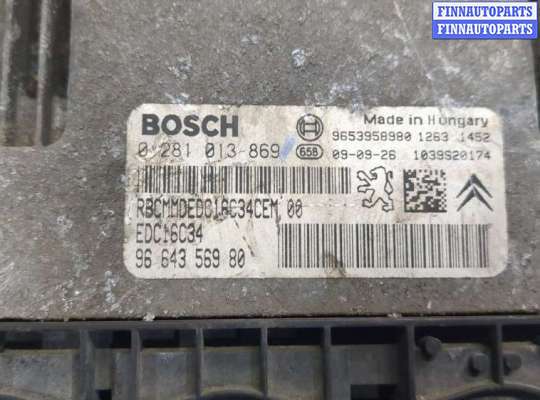 FINNAUTOPARTS
FINNAUTOPARTS
BOSCH
Made in Hungary
9653958980 1263 1452
0 281 013 869
658
09-09-26 1039S20174
RBCMMDEDC16C34CEM 00
EDC16C34
96 643 569 80